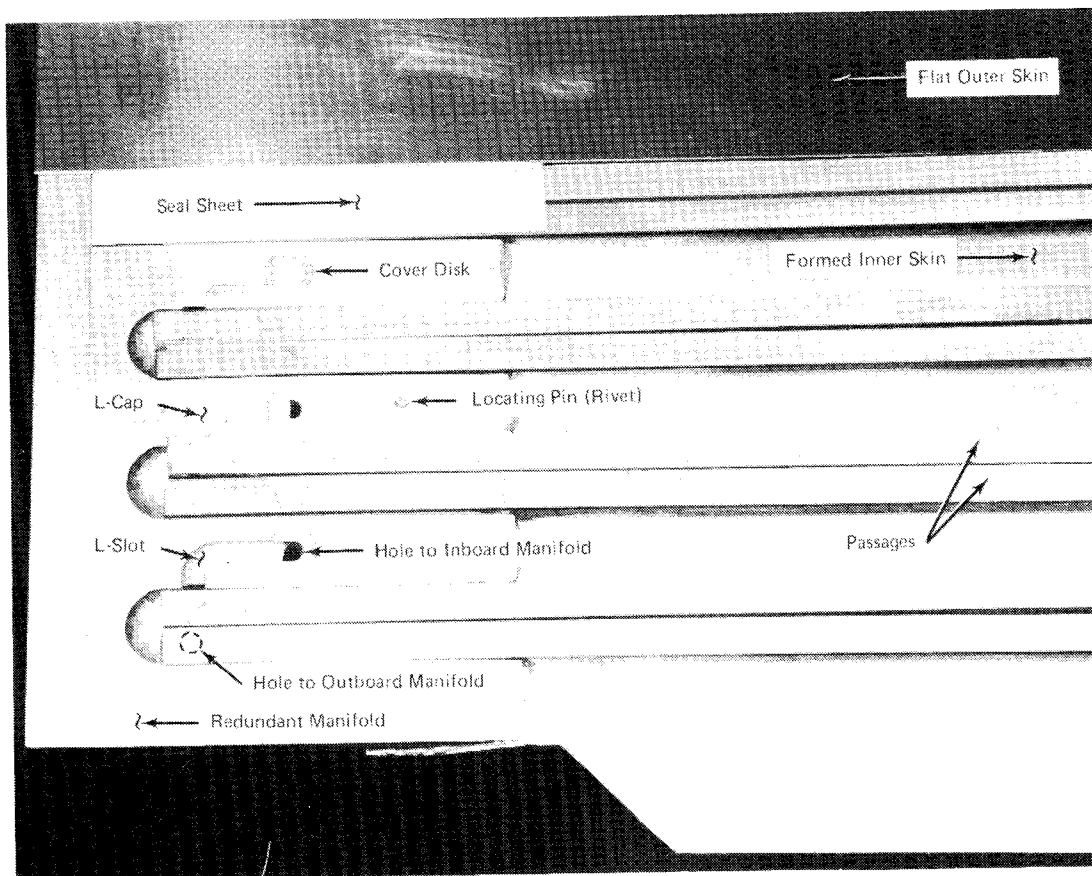 Flat Outer Skin
Seal Sheet
Cover Disk
Formed Inner Skin
L-Cap
Locating Pin (Rivet)
L-Slot
Hole to Inboard Manifold
Passages
Hole to Outboard Manifold
Redundant Manifold